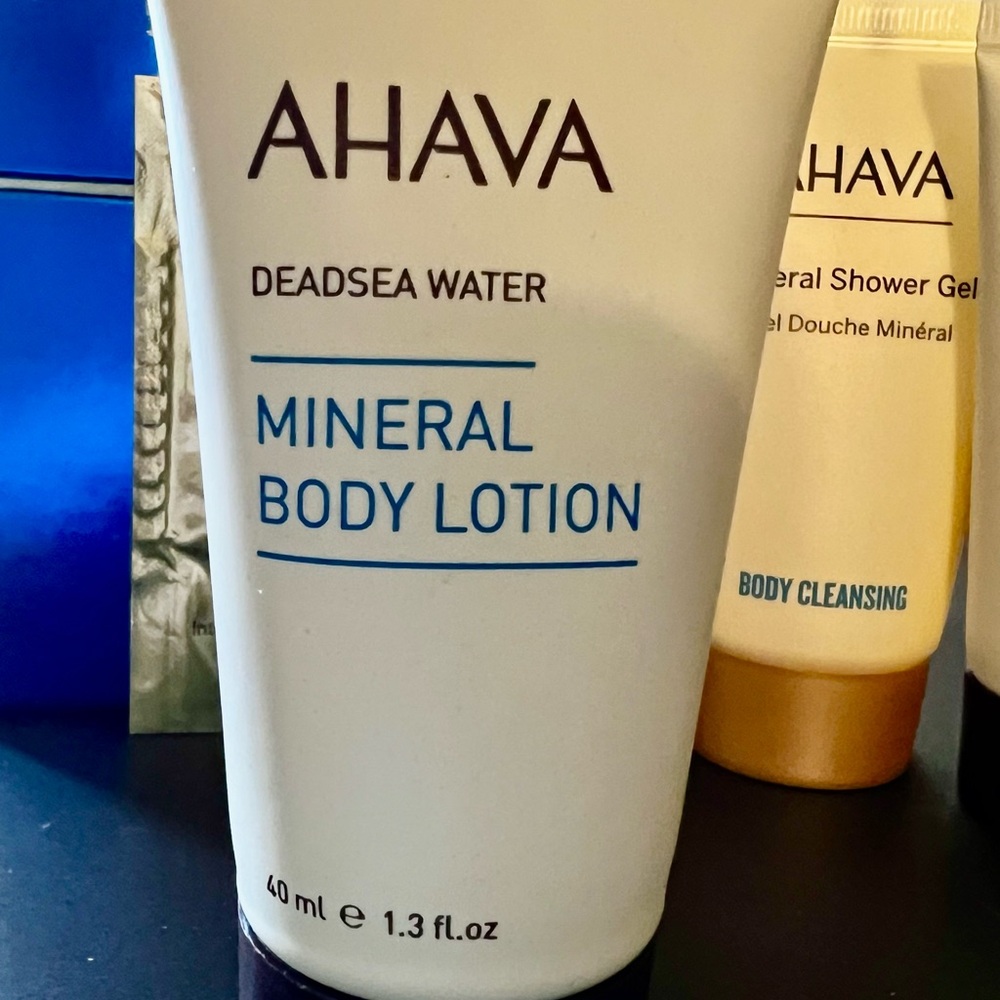 AHAVA
DEADSEA WATER
MINERAL
BODY LOTION
40 ml ℮ 1.3 fl.oz
AHAVA
eral Shower Gel
el Douche Minéral
BODY CLEANSING